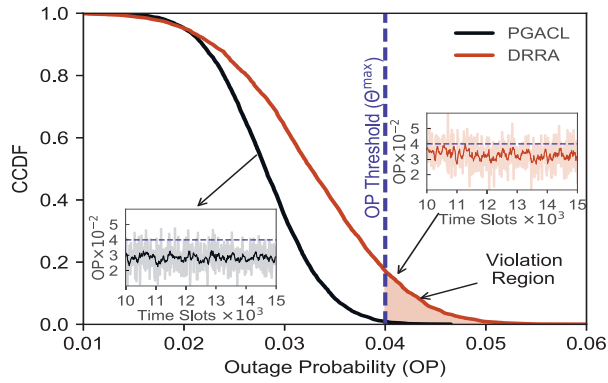 1.0
0.8
0.6
0.4
0.2
0.0
CCDF
0.01
0.02
0.03
0.04
0.05
0.06
Outage Probability (OP)
PGACL
DRRA
OP Threshold (Θmax)
Violation
Region
OP×10−2
5
4
3
10
11
12
13
14
15
Time Slots ×10³
OP×10−2
5
4
3
10
11
12
13
14
15
Time Slots ×10³